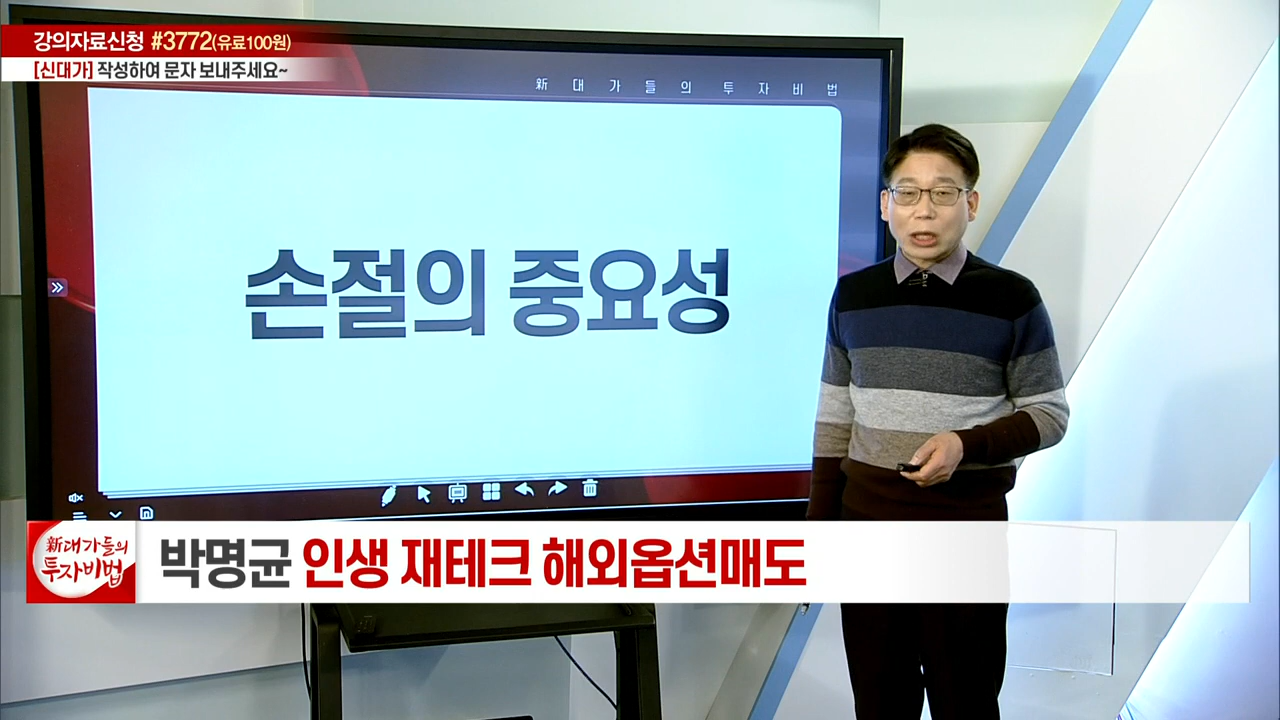 강의자료신청 #3772(유료100원)
[신대가] 작성하여 문자 보내주세요~
新 대 가 들 의 투 자 비 법
손절의 중요성
新대가들의
투자비법
박명균 인생 재테크 해외옵션매도